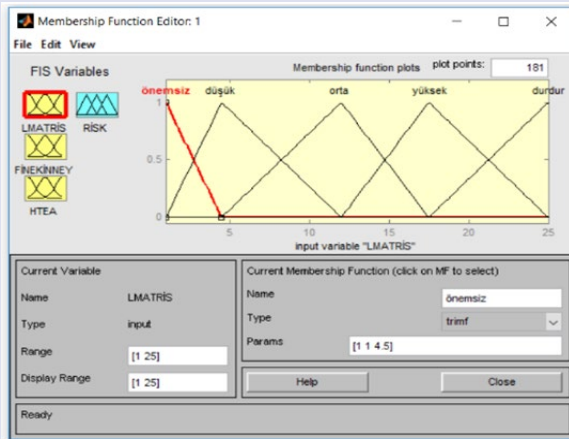 Membership Function Editor: 1
File Edit View
FIS Variables
LMATRİS RİSK
FİNEKİNNEY
HTEA
Membership function plots plot points: 181
önemsiz düşük orta yüksek durdur
1
0.5
0
5 10 15 20 25
input variable "LMATRİS"
Current Variable
Name LMATRİS
Type input
Range [1 25]
Display Range [1 25]
Current Membership Function (click on MF to select)
Name önemsiz
Type trimf
Params [1 1 4.5]
Help Close
Ready